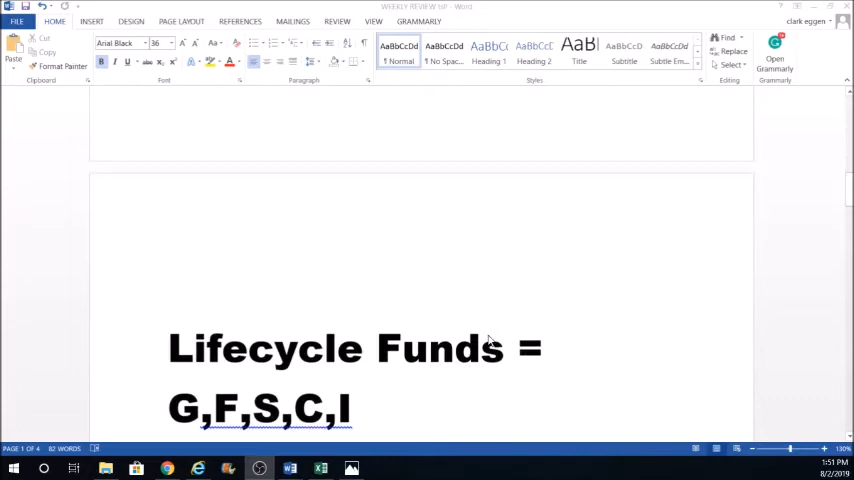 WEEKLY REVIEW TSP - Word
FILE HOME INSERT DESIGN PAGE LAYOUT REFERENCES MAILINGS REVIEW VIEW GRAMMARLY clark eggen
Cut
Copy
Paste
Format Painter
Arial Black 36
AaBbCcDd AaBbCcDd AaBbCc AaBbCcD AaB AaBbCcD AaBbCcDd
¶ Normal ¶ No Spac... Heading 1 Heading 2 Title Subtitle Subtle Em...
Find
Replace
Select
Open
Grammarly
Clipboard Font Paragraph Styles Editing Grammarly
Lifecycle Funds =
G,F,S,C,I
PAGE 1 OF 4 82 WORDS 130%
1:51 PM
8/2/2019